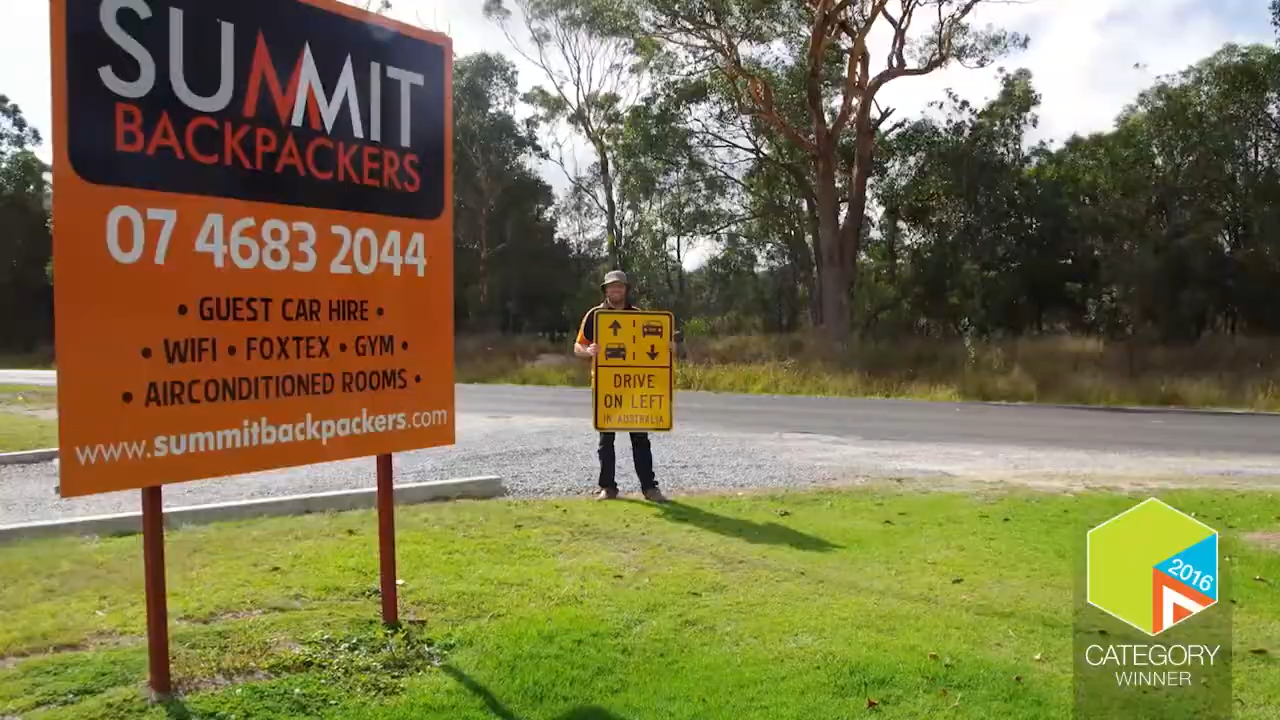 SUMMIT
BACKPACKERS
07 4683 2044
• GUEST CAR HIRE •
• WIFI • FOXTEX • GYM •
• AIRCONDITIONED ROOMS •
www.summitbackpackers.com
DRIVE
ON LEFT
IN AUSTRALIA
2016
CATEGORY
WINNER